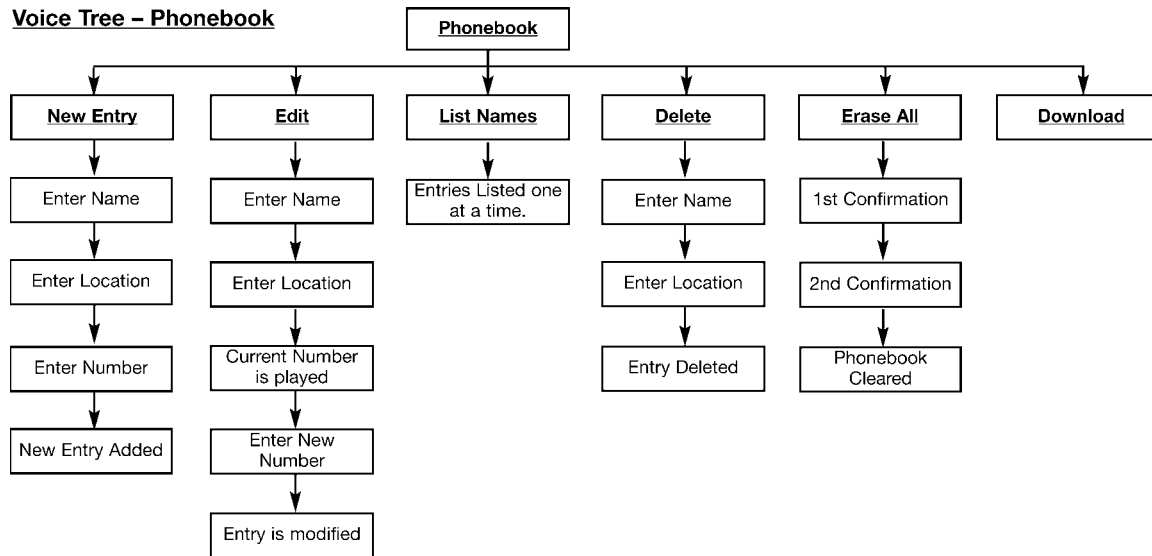 Voice Tree – Phonebook
Phonebook
New Entry
Edit
List Names
Delete
Erase All
Download
Enter Name
Enter Name
Entries Listed one
at a time.
Enter Name
1st Confirmation
Enter Location
Enter Location
Enter Location
2nd Confirmation
Enter Number
Current Number
is played
Entry Deleted
Phonebook
Cleared
New Entry Added
Enter New
Number
Entry is modified